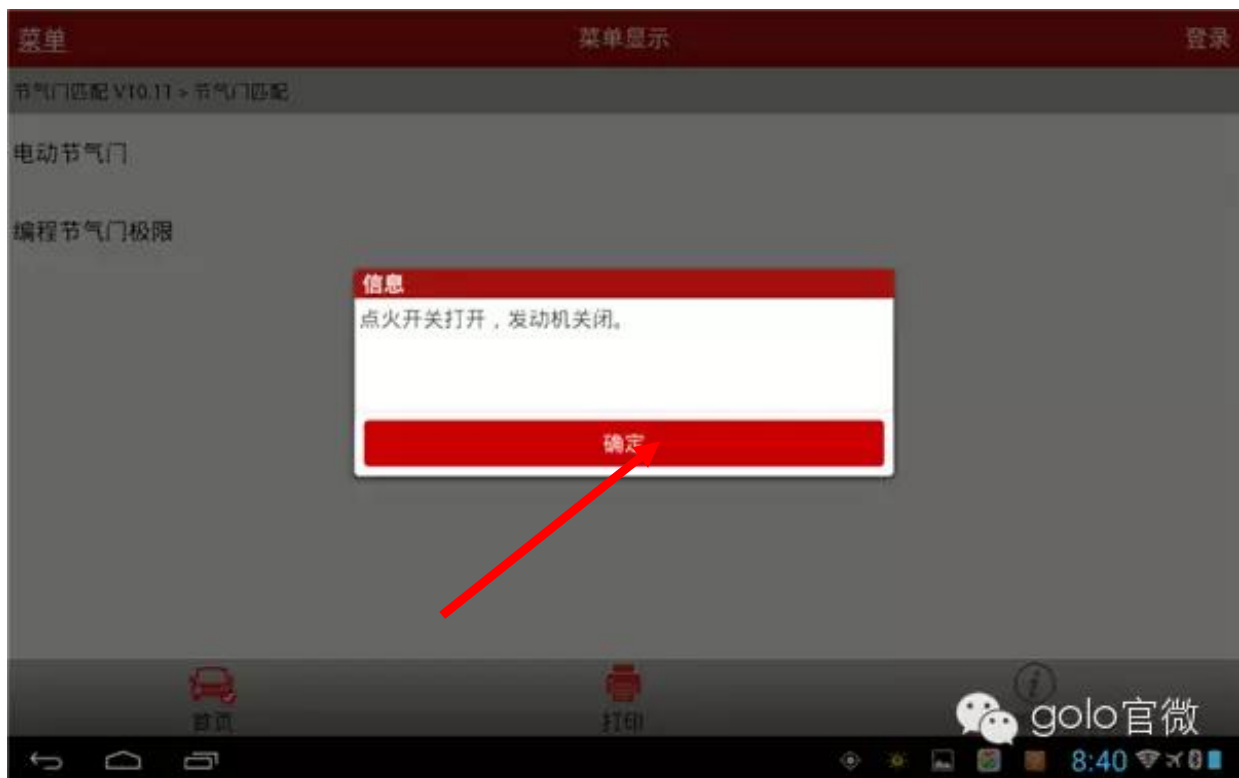 菜单
菜单显示
登录
节气门匹配 V10.11 > 节气门匹配
电动节气门
编程节气门极限
信息
点火开关打开，发动机关闭。
确定
首页
打印
golo官微
8:40